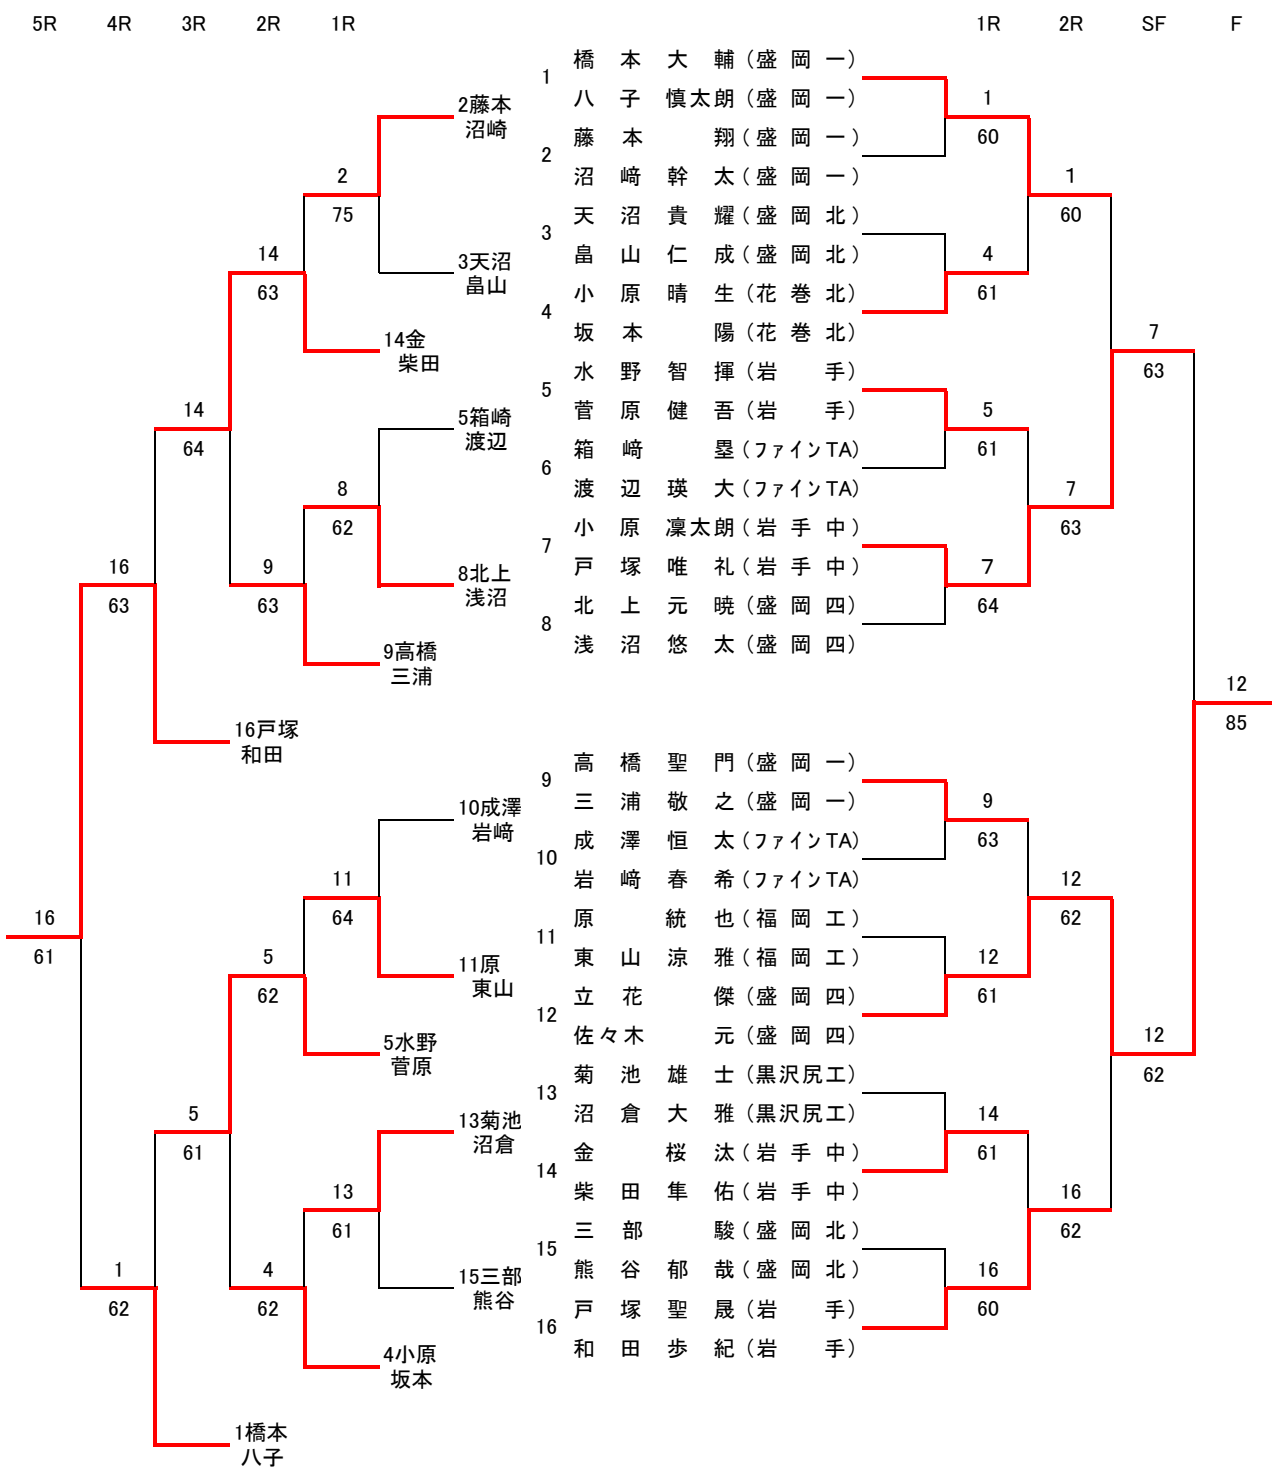 5R 4R 3R 2R 1R
1R 2R SF F
1
橋本大輔(盛岡一)
八子慎太朗(盛岡一)
2
藤本翔(盛岡一)
沼﨑幹太(盛岡一)
3
天沼貴耀(盛岡北)
畠山仁成(盛岡北)
4
小原晴生(花巻北)
坂本陽(花巻北)
5
水野智揮(岩手)
菅原健吾(岩手)
6
箱﨑塁(ファインTA)
渡辺瑛大(ファインTA)
7
小原凜太朗(岩手中)
戸塚唯礼(岩手中)
8
北上元暁(盛岡四)
浅沼悠太(盛岡四)
9
高橋聖門(盛岡一)
三浦敬之(盛岡一)
10
成澤恒太(ファインTA)
岩﨑春希(ファインTA)
11
原統也(福岡工)
東山涼雅(福岡工)
12
立花傑(盛岡四)
佐々木元(盛岡四)
13
菊池雄士(黒沢尻工)
沼倉大雅(黒沢尻工)
14
金桜汰(岩手中)
柴田隼佑(岩手中)
15
三部駿(盛岡北)
熊谷郁哉(盛岡北)
16
戸塚聖晟(岩手)
和田歩紀(岩手)
1
60
4
61
5
61
7
64
9
63
12
61
14
61
16
60
1
60
7
63
12
62
16
62
7
63
12
62
12
85
2藤本
沼崎
3天沼
畠山
14金
柴田
5箱崎
渡辺
8北上
浅沼
9高橋
三浦
16戸塚
和田
10成澤
岩﨑
11原
東山
5水野
菅原
13菊池
沼倉
15三部
熊谷
4小原
坂本
1橋本
八子
2
75
8
62
11
64
13
61
14
63
9
63
5
62
4
62
14
64
5
61
16
63
1
62
16
61